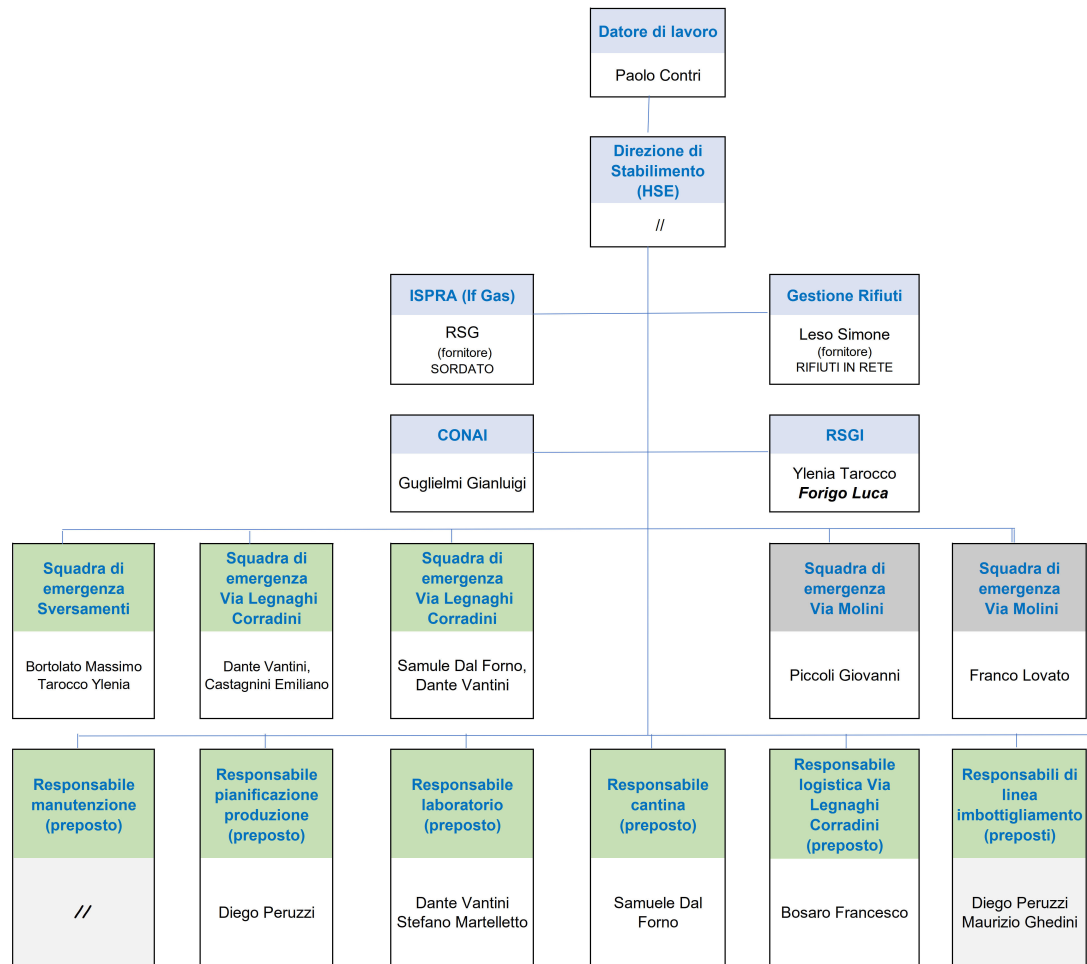 Datore di lavoro
Paolo Contri
Direzione di
Stabilimento
(HSE)
//
ISPRA (If Gas)
RSG
(fornitore)
SORDATO
Gestione Rifiuti
Leso Simone
(fornitore)
RIFIUTI IN RETE
CONAI
Guglielmi Gianluigi
RSGI
Ylenia Tarocco
Forigo Luca
Squadra di
emergenza
Sversamenti
Bortolato Massimo
Tarocco Ylenia
Squadra di
emergenza
Via Legnaghi
Corradini
Dante Vantini,
Castagnini Emiliano
Squadra di
emergenza
Via Legnaghi
Corradini
Samule Dal Forno,
Dante Vantini
Squadra di
emergenza
Via Molini
Piccoli Giovanni
Squadra di
emergenza
Via Molini
Franco Lovato
Responsabile
manutenzione
(preposto)
//
Responsabile
pianificazione
produzione
(preposto)
Diego Peruzzi
Responsabile
laboratorio
(preposto)
Dante Vantini
Stefano Martelletto
Responsabile
cantina
(preposto)
Samuele Dal
Forno
Responsabile
logistica Via
Legnaghi
Corradini
(preposto)
Bosaro Francesco
Responsabili di
linea
imbottigliamento
(preposti)
Diego Peruzzi
Maurizio Ghedini